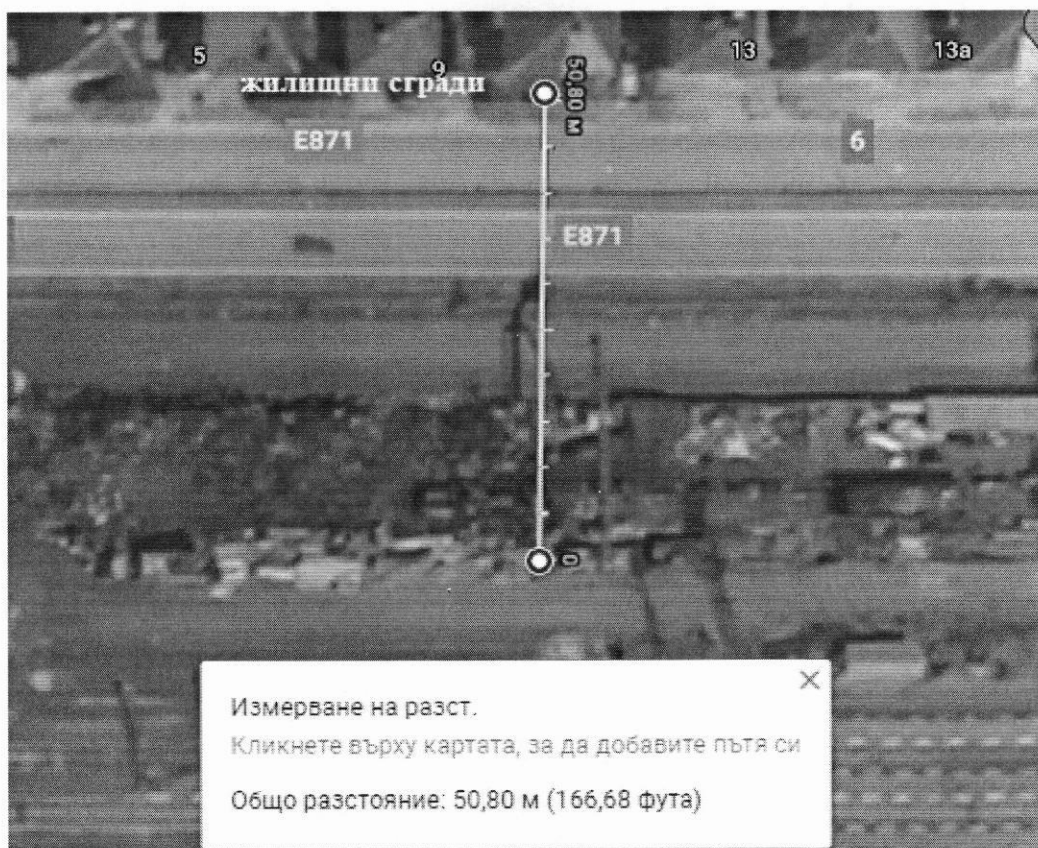 5
9
13
13a
жилищни сгради
50,80 м
E871
6
E871
0
Измерване на разст.
Кликнете върху картата, за да добавите пътя си
Общо разстояние: 50,80 м (166,68 фута)